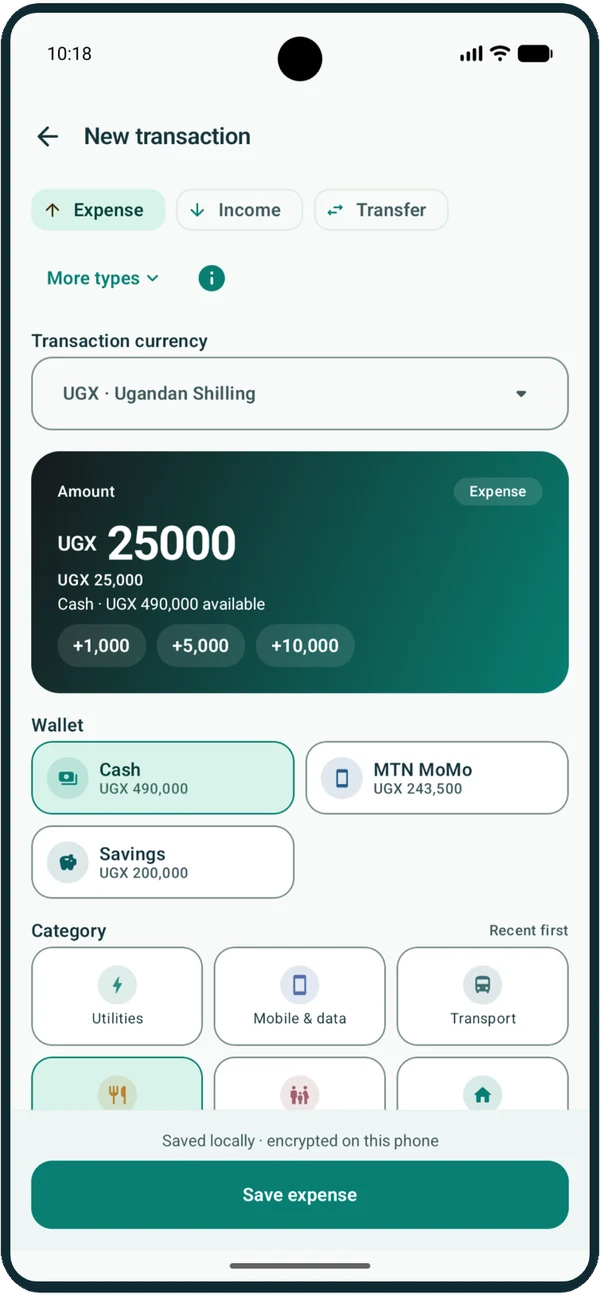 10:18
New transaction
Expense Income Transfer
More types
Transaction currency
UGX · Ugandan Shilling
Amount Expense
UGX 25000
UGX 25,000
Cash · UGX 490,000 available
+1,000 +5,000 +10,000
Wallet
Cash
UGX 490,000
MTN MoMo
UGX 243,500
Savings
UGX 200,000
Category Recent first
Utilities Mobile & data Transport
Saved locally · encrypted on this phone
Save expense